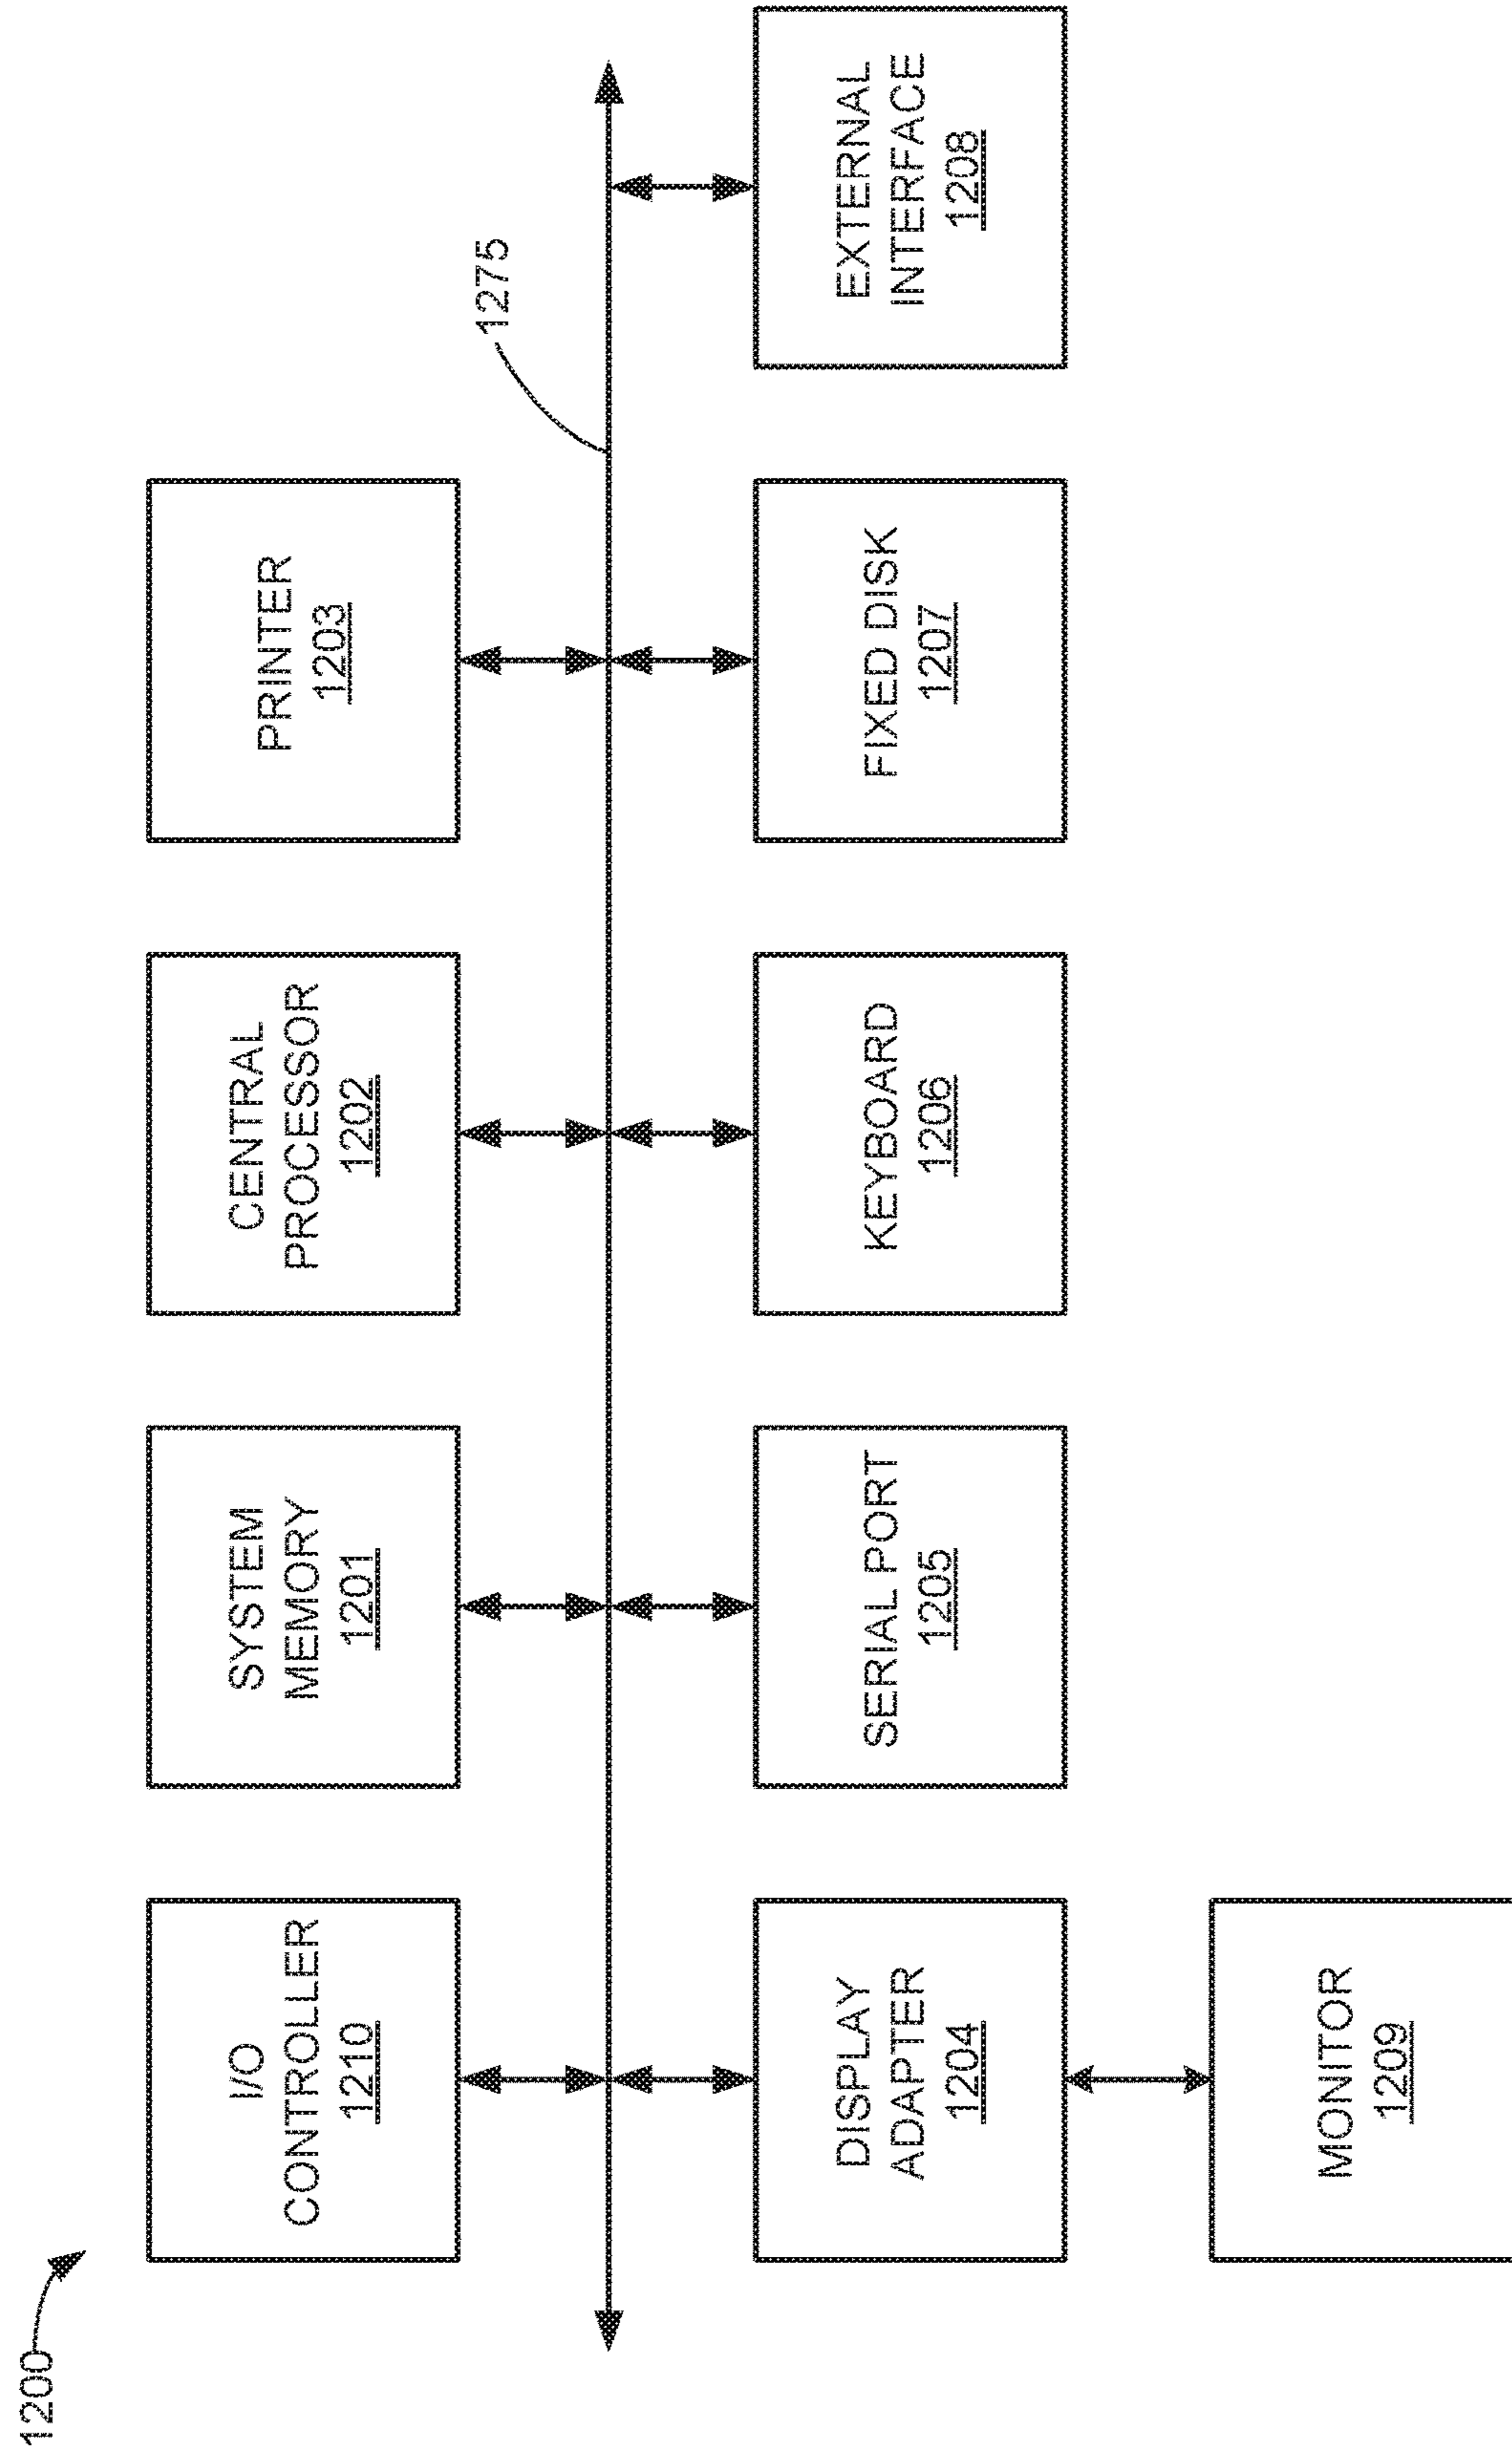 1200
I/O
CONTROLLER
1210
SYSTEM
MEMORY
1201
CENTRAL
PROCESSOR
1202
PRINTER
1203
1275
DISPLAY
ADAPTER
1204
SERIAL PORT
1205
KEYBOARD
1206
FIXED DISK
1207
EXTERNAL
INTERFACE
1208
MONITOR
1209